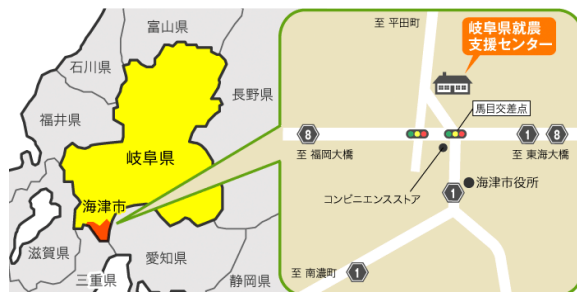 富山県
石川県
福井県
長野県
岐阜県
海津市
滋賀県
三重県
愛知県
静岡県
至 平田町
岐阜県就農
支援センター
馬目交差点
8
1
8
至 福岡大橋
至 東海大橋
コンビニエンスストア
海津市役所
1
至 南濃町
1